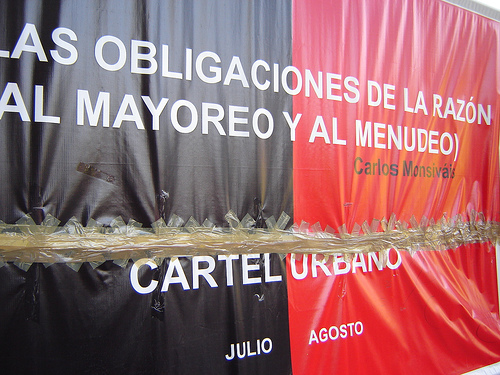 LAS OBLIGACIONES DE LA RAZÓN
AL MAYOREO Y AL MENUDEO)
Carlos Monsiváis
CARTEL URBANO
JULIO AGOSTO